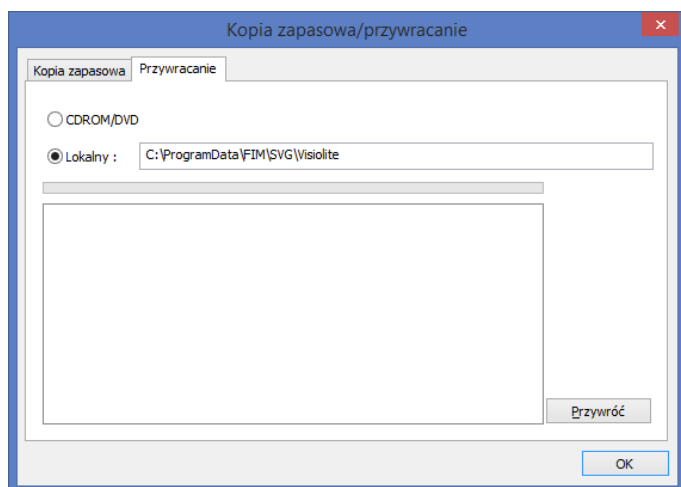 Kopia zapasowa/przywracanie
Kopia zapasowa Przywracanie
CDROM/DVD
Lokalny : C:\ProgramData\FIM\SVG\Visiolite
Przywróć
OK